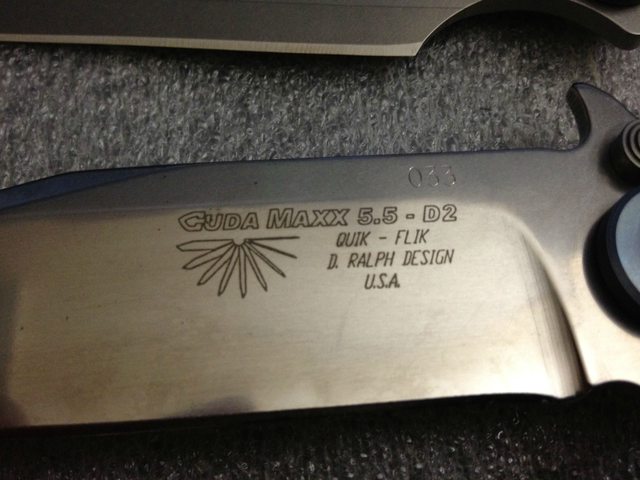 033
CUDA MAXX 5.5 - D2
QUIK - FLIK
D. RALPH DESIGN
U.S.A.